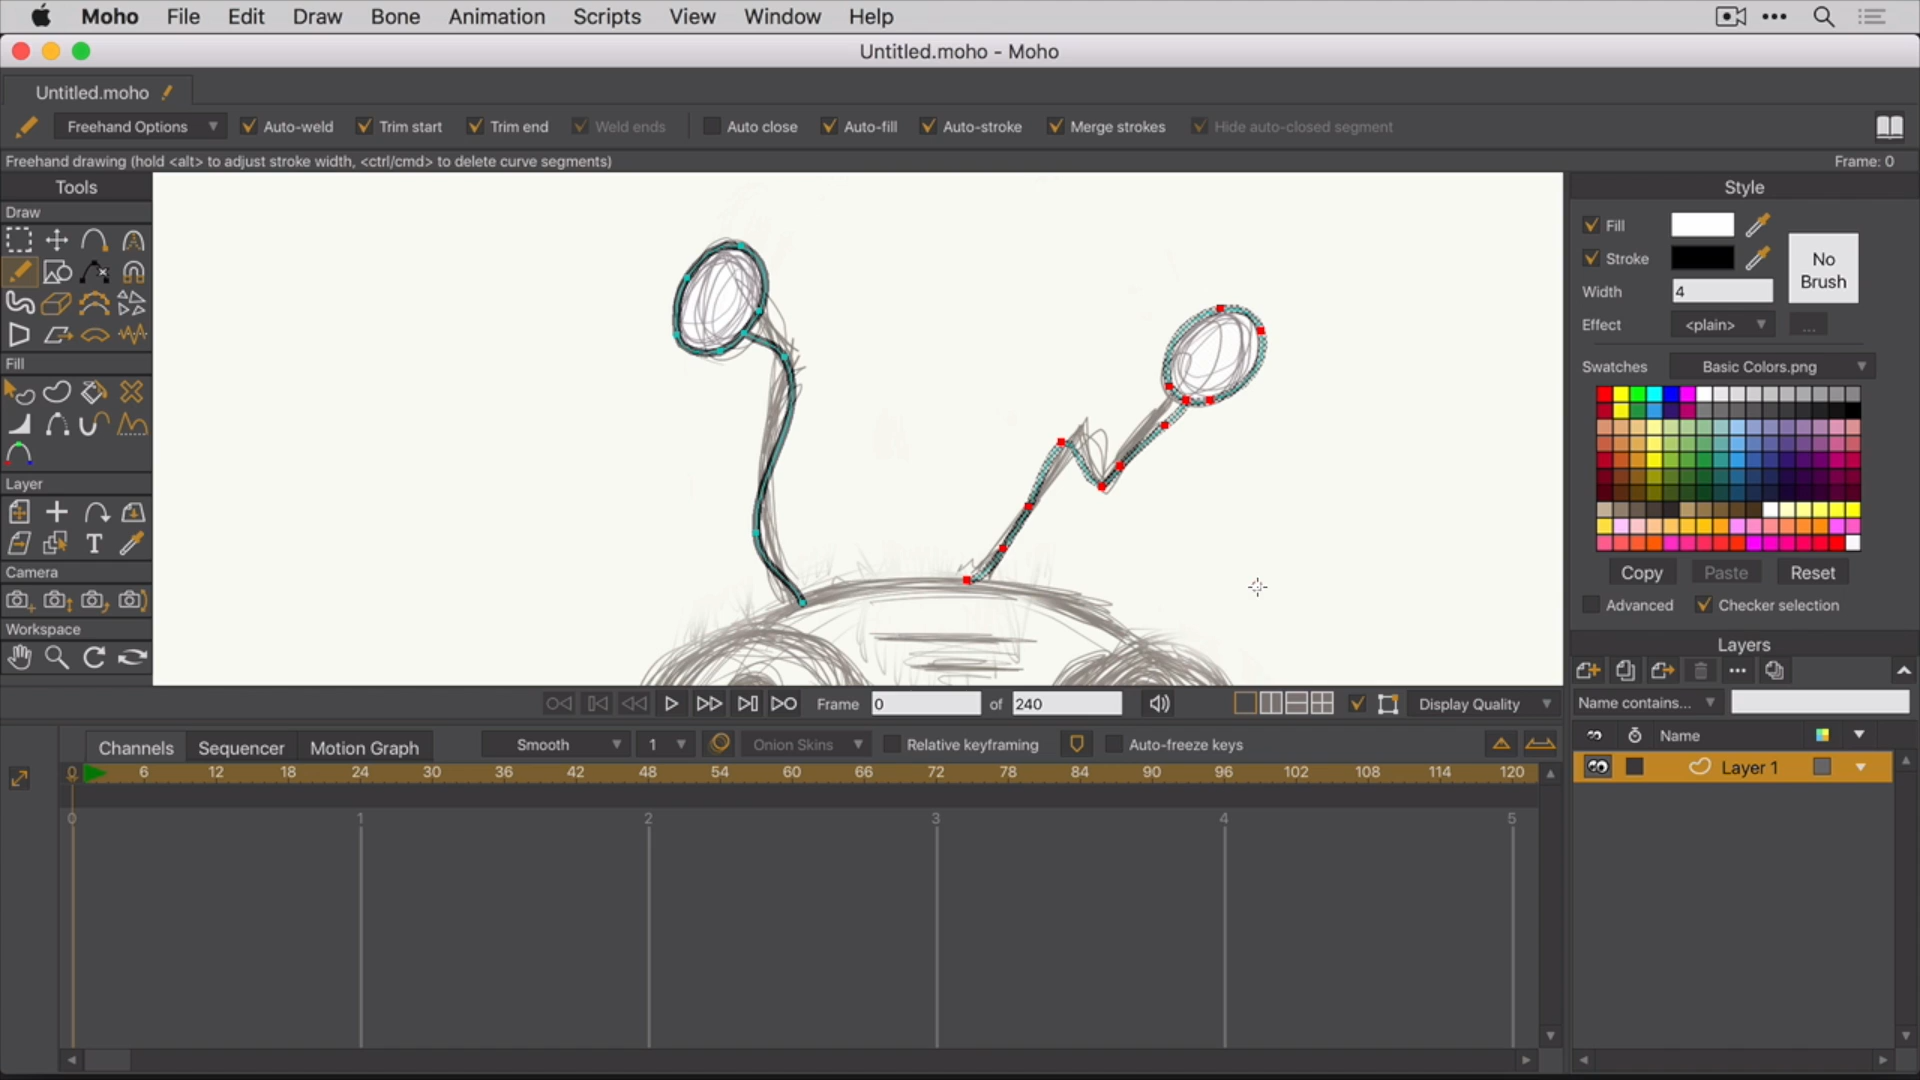 Moho File Edit Draw Bone Animation Scripts View Window Help
Untitled.moho - Moho
Untitled.moho
Freehand Options Auto-weld Trim start Trim end Weld ends Auto close Auto-fill Auto-stroke Merge strokes Hide auto-closed segment
Freehand drawing (hold <alt> to adjust stroke width, <ctrl/cmd> to delete curve segments) Frame: 0
Tools
Draw
Fill
Layer
T
Camera
Workspace
Style
Fill
Stroke
No Brush
Width 4
Effect <plain> ...
Swatches Basic Colors.png
Copy Paste Reset
Advanced Checker selection
Layers
Name contains...
Name
Layer 1
Frame 0 of 240 Display Quality
Channels Sequencer Motion Graph Smooth 1 Onion Skins Relative keyframing Auto-freeze keys
0 6 12 18 24 30 36 42 48 54 60 66 72 78 84 90 96 102 108 114 120
0 1 2 3 4 5